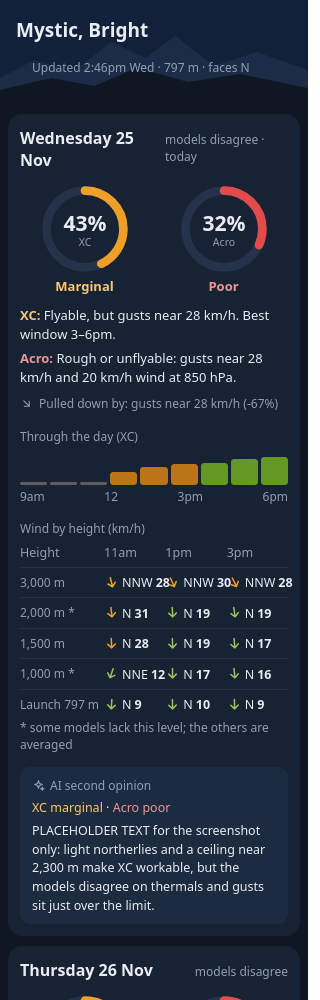 Mystic, Bright
Updated 2:46pm Wed · 797 m · faces N
Wednesday 25 Nov
models disagree · today
43%
XC
Marginal
32%
Acro
Poor
XC: Flyable, but gusts near 28 km/h. Best
window 3–6pm.
Acro: Rough or unflyable: gusts near 28
km/h and 20 km/h wind at 850 hPa.
↘ Pulled down by: gusts near 28 km/h (-67%)
Through the day (XC)
9am 12 3pm 6pm
Wind by height (km/h)
Height 11am 1pm 3pm
3,000 m NNW 28 NNW 30 NNW 28
2,000 m * N 31 N 19 N 19
1,500 m N 28 N 19 N 17
1,000 m * NNE 12 N 17 N 16
Launch 797 m N 9 N 10 N 9
* some models lack this level; the others are
averaged
AI second opinion
XC marginal · Acro poor
PLACEHOLDER TEXT for the screenshot
only: light northerlies and a ceiling near
2,300 m make XC workable, but the
models disagree on thermals and gusts
sit just over the limit.
Thursday 26 Nov models disagree